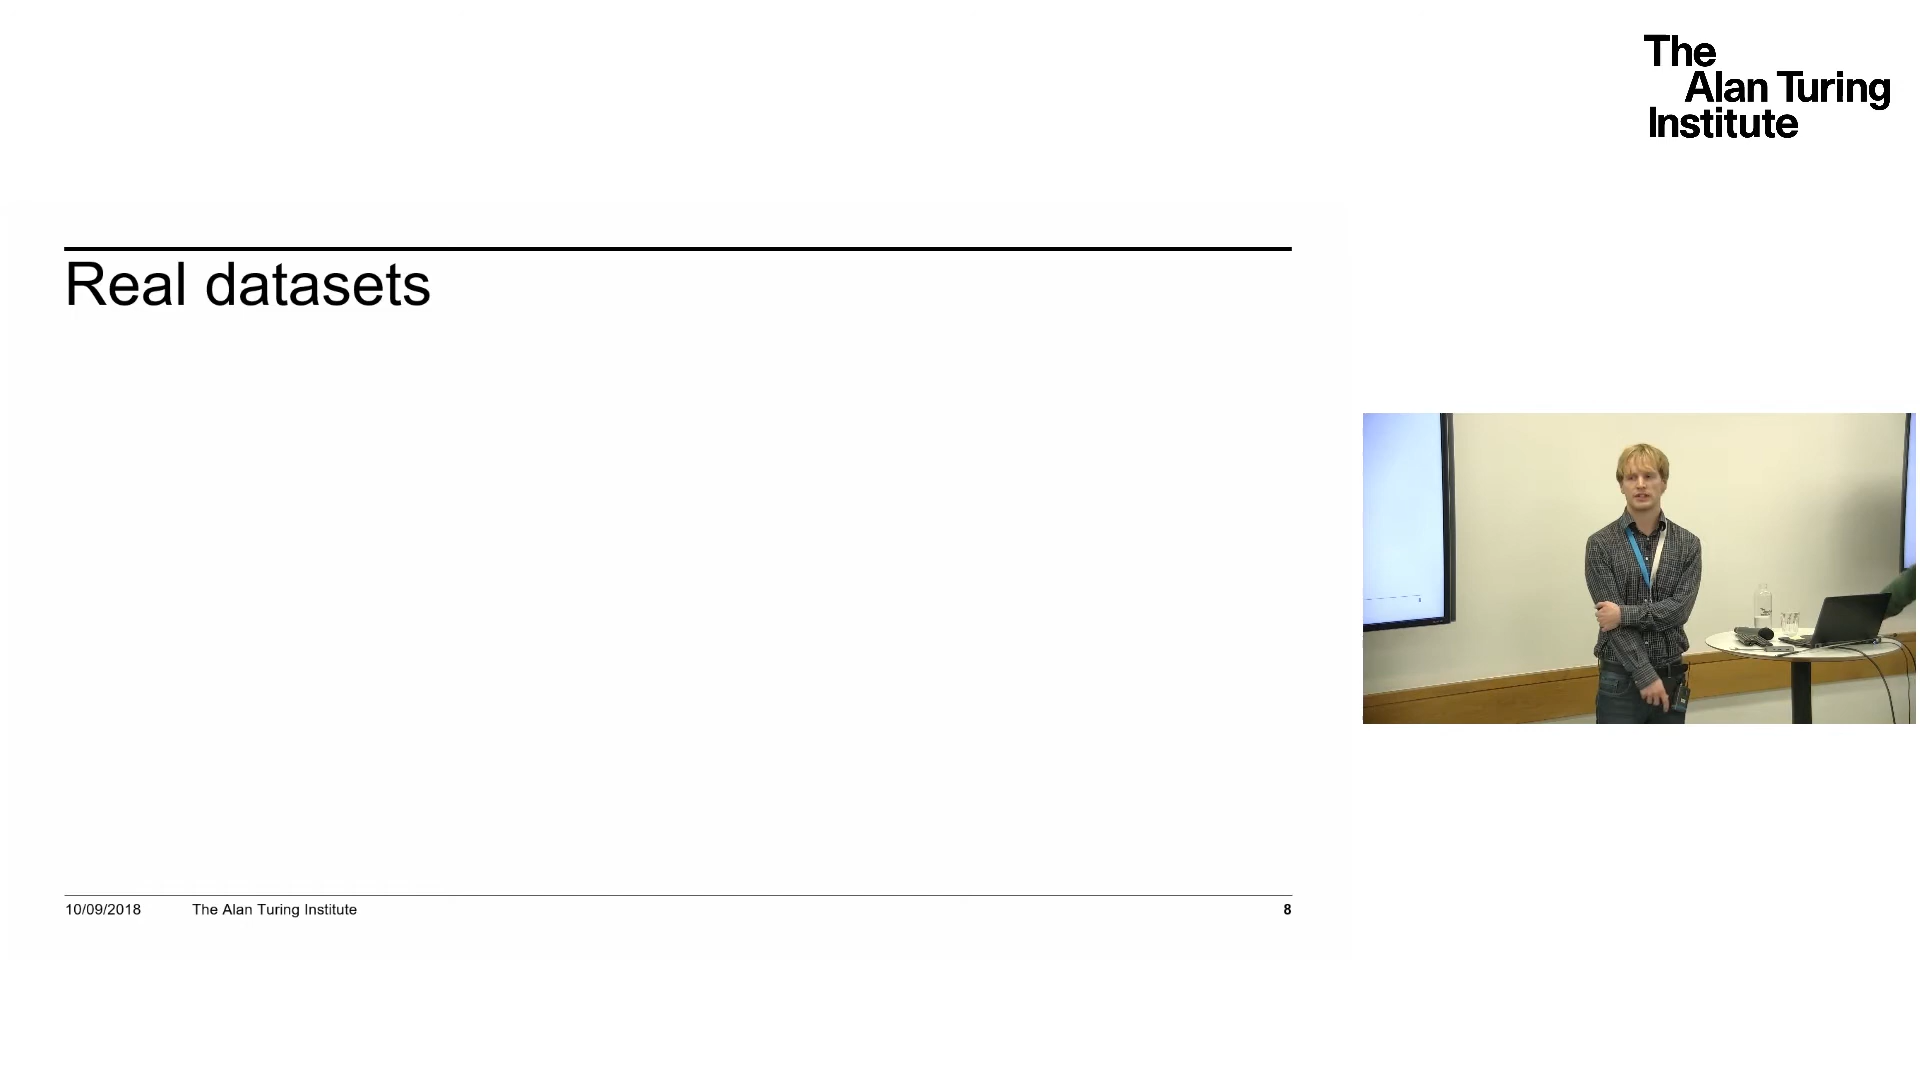 The
Alan Turing
Institute
Real datasets
10/09/2018 The Alan Turing Institute 8